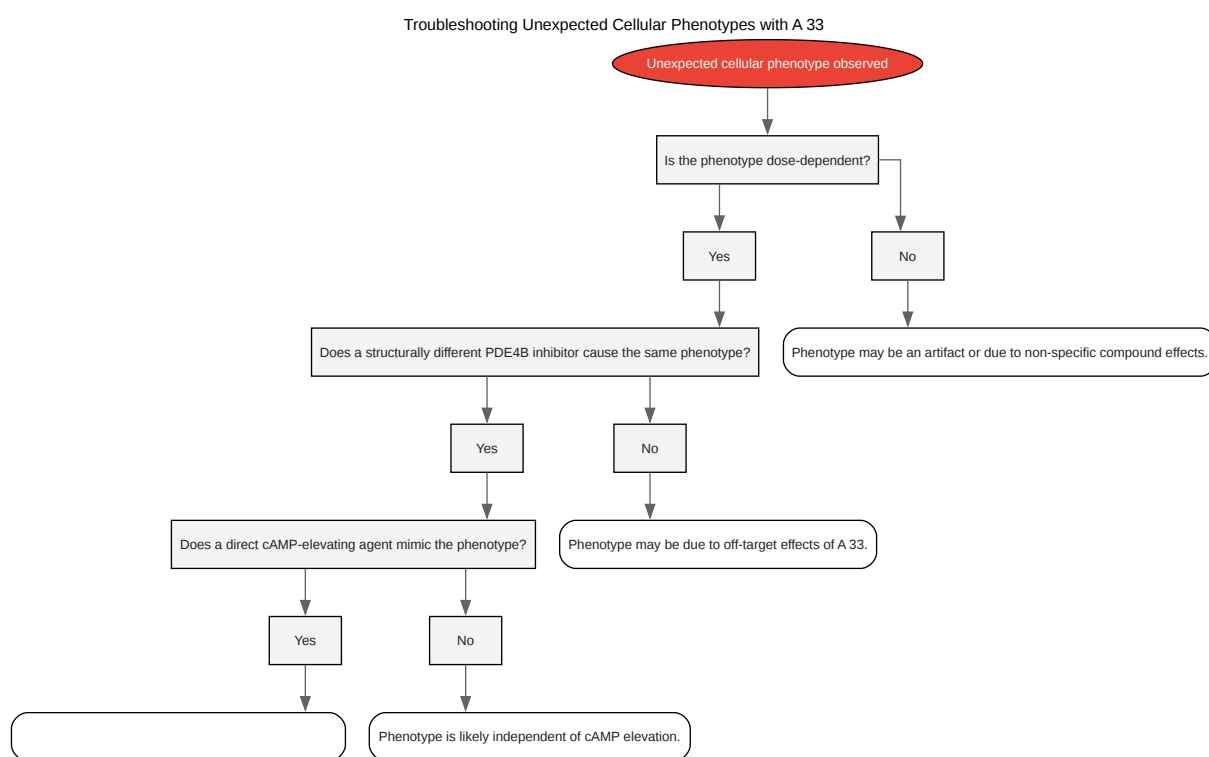 Troubleshooting Unexpected Cellular Phenotypes with A 33
Unexpected cellular phenotype observed
Is the phenotype dose-dependent?
Yes
No
Does a structurally different PDE4B inhibitor cause the same phenotype?
Phenotype may be an artifact or due to non-specific compound effects.
Yes
No
Does a direct cAMP-elevating agent mimic the phenotype?
Phenotype may be due to off-target effects of A 33.
Yes
No
Phenotype is likely independent of cAMP elevation.